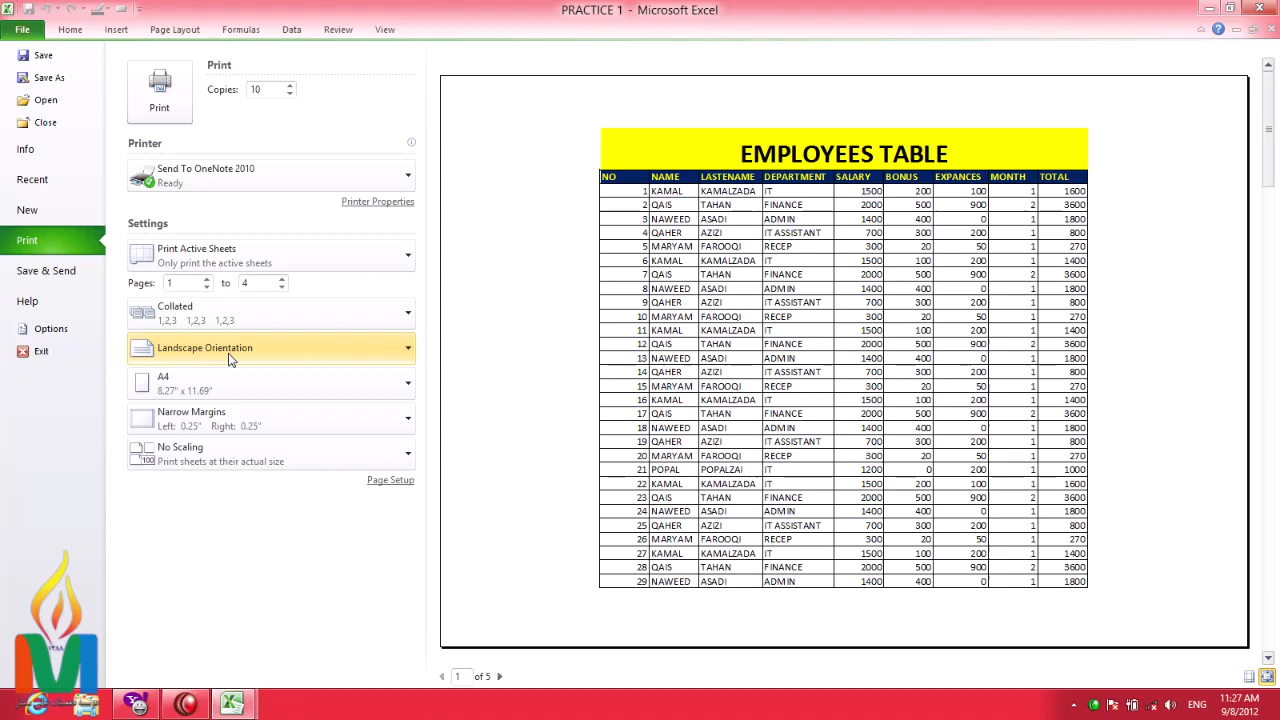 PRACTICE 1 - Microsoft Excel
File Home Insert Page Layout Formulas Data Review View
Save
Save As
Open
Close
Info
Recent
New
Print
Save & Send
Help
Options
Exit
Print
Print
Copies: 10
Printer
Send To OneNote 2010
Ready
Printer Properties
Settings
Print Active Sheets
Only print the active sheets
Pages: 1 to 4
Collated
1,2,3 1,2,3 1,2,3
Landscape Orientation
A4
8.27" x 11.69"
Narrow Margins
Left: 0.25" Right: 0.25"
100
No Scaling
Print sheets at their actual size
Page Setup
EMPLOYEES TABLE
NO NAME LASTENAME DEPARTMENT SALARY BONUS EXPANCES MONTH TOTAL
1 KAMAL KAMALZADA IT 1500 200 100 1 1600
2 QAIS TAHAN FINANCE 2000 500 900 2 3600
3 NAWEED ASADI ADMIN 1400 400 0 1 1800
4 QAHER AZIZI IT ASSISTANT 700 300 200 1 800
5 MARYAM FAROOQI RECEP 300 20 50 1 270
6 KAMAL KAMALZADA IT 1500 100 200 1 1400
7 QAIS TAHAN FINANCE 2000 500 900 2 3600
8 NAWEED ASADI ADMIN 1400 400 0 1 1800
9 QAHER AZIZI IT ASSISTANT 700 300 200 1 800
10 MARYAM FAROOQI RECEP 300 20 50 1 270
11 KAMAL KAMALZADA IT 1500 100 200 1 1400
12 QAIS TAHAN FINANCE 2000 500 900 2 3600
13 NAWEED ASADI ADMIN 1400 400 0 1 1800
14 QAHER AZIZI IT ASSISTANT 700 300 200 1 800
15 MARYAM FAROOQI RECEP 300 20 50 1 270
16 KAMAL KAMALZADA IT 1500 100 200 1 1400
17 QAIS TAHAN FINANCE 2000 500 900 2 3600
18 NAWEED ASADI ADMIN 1400 400 0 1 1800
19 QAHER AZIZI IT ASSISTANT 700 300 200 1 800
20 MARYAM FAROOQI RECEP 300 20 50 1 270
21 POPAL POPALZAI IT 1200 0 200 1 1000
22 KAMAL KAMALZADA IT 1500 200 100 1 1600
23 QAIS TAHAN FINANCE 2000 500 900 2 3600
24 NAWEED ASADI ADMIN 1400 400 0 1 1800
25 QAHER AZIZI IT ASSISTANT 700 300 200 1 800
26 MARYAM FAROOQI RECEP 300 20 50 1 270
27 KAMAL KAMALZADA IT 1500 100 200 1 1400
28 QAIS TAHAN FINANCE 2000 500 900 2 3600
29 NAWEED ASADI ADMIN 1400 400 0 1 1800
1 of 5
ENG
11:27 AM
9/8/2012